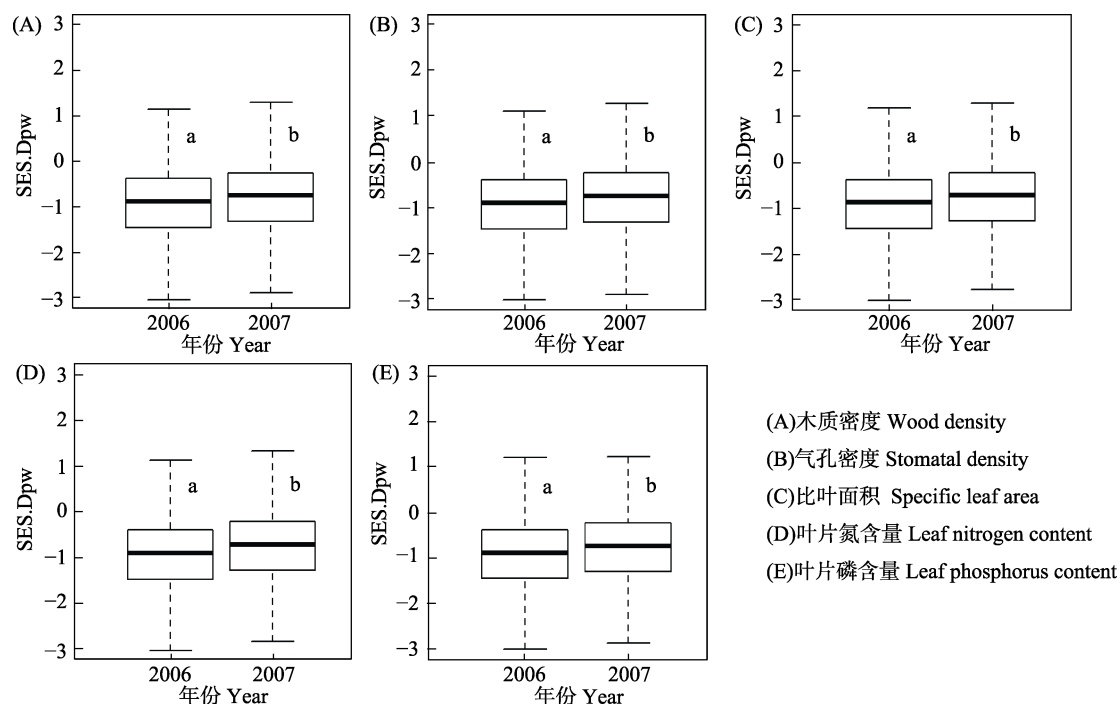 (A)
3
2
1
0
−1
−2
−3
SES.Dpw
a
b
2006 2007
年份 Year
(B)
3
2
1
0
−1
−2
−3
SES.Dpw
a
b
2006 2007
年份 Year
(C)
3
2
1
0
−1
−2
−3
SES.Dpw
a
b
2006 2007
年份 Year
(D)
3
2
1
0
−1
−2
−3
SES.Dpw
a
b
2006 2007
年份 Year
(E)
3
2
1
0
−1
−2
−3
SES.Dpw
a
b
2006 2007
年份 Year
(A)木质密度 Wood density
(B)气孔密度 Stomatal density
(C)比叶面积 Specific leaf area
(D)叶片氮含量 Leaf nitrogen content
(E)叶片磷含量 Leaf phosphorus content